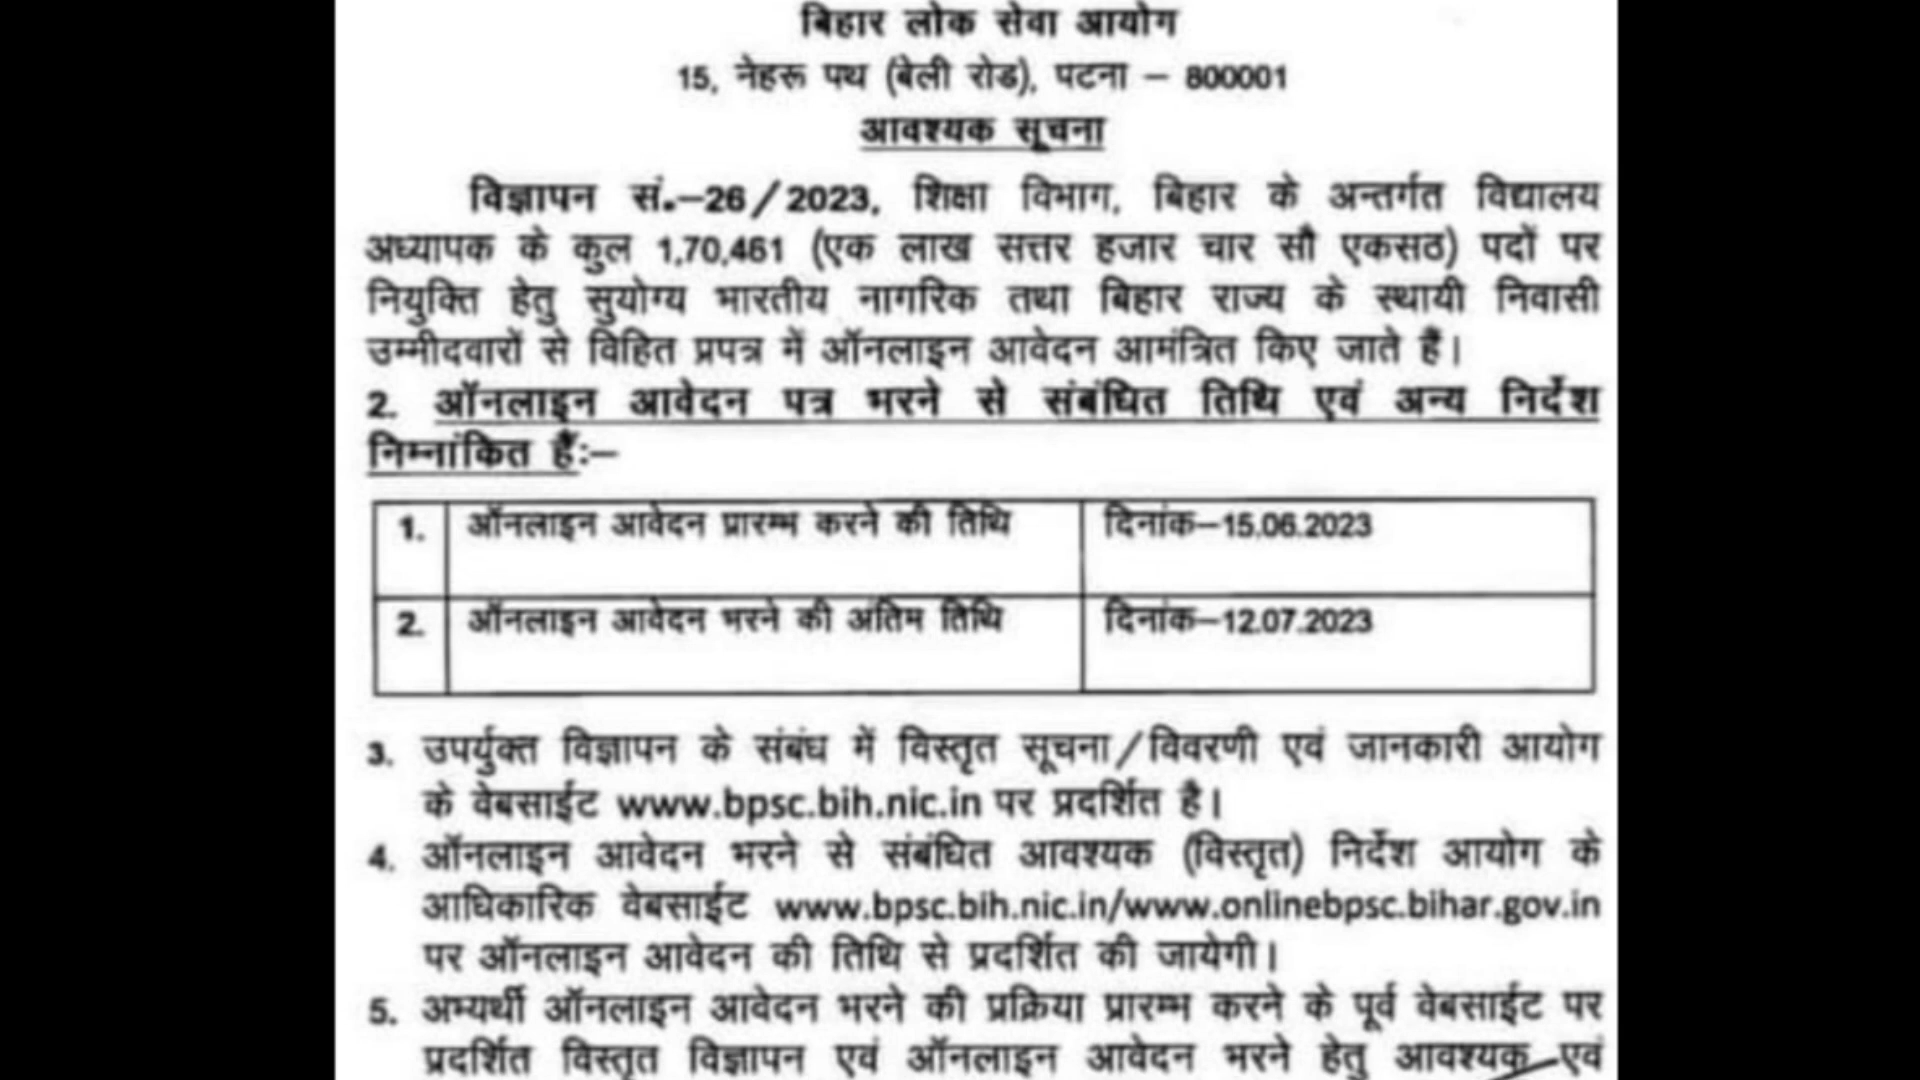 बिहार लोक सेवा आयोग
15, नेहरू पथ (बेली रोड), पटना – 800001
आवश्यक सूचना
विज्ञापन सं.–26/2023, शिक्षा विभाग, बिहार के अन्तर्गत विद्यालय
अध्यापक के कुल 1,70,461 (एक लाख सत्तर हजार चार सौ एकसठ) पदों पर
नियुक्ति हेतु सुयोग्य भारतीय नागरिक तथा बिहार राज्य के स्थायी निवासी
उम्मीदवारों से विहित प्रपत्र में ऑनलाइन आवेदन आमंत्रित किए जाते हैं।
2. ऑनलाइन आवेदन पत्र भरने से संबंधित तिथि एवं अन्य निर्देश
निम्नांकित हैं:–
1. ऑनलाइन आवेदन प्रारम्भ करने की तिथि दिनांक–15.06.2023
2. ऑनलाइन आवेदन भरने की अंतिम तिथि दिनांक–12.07.2023
3. उपर्युक्त विज्ञापन के संबंध में विस्तृत सूचना/विवरणी एवं जानकारी आयोग
के वेबसाईट www.bpsc.bih.nic.in पर प्रदर्शित है।
4. ऑनलाइन आवेदन भरने से संबंधित आवश्यक (विस्तृत) निर्देश आयोग के
आधिकारिक वेबसाईट www.bpsc.bih.nic.in/www.onlinebpsc.bihar.gov.in
पर ऑनलाइन आवेदन की तिथि से प्रदर्शित की जायेगी।
5. अभ्यर्थी ऑनलाइन आवेदन भरने की प्रक्रिया प्रारम्भ करने के पूर्व वेबसाईट पर
प्रदर्शित विस्तृत विज्ञापन एवं ऑनलाइन आवेदन भरने हेतु आवश्यक एवं